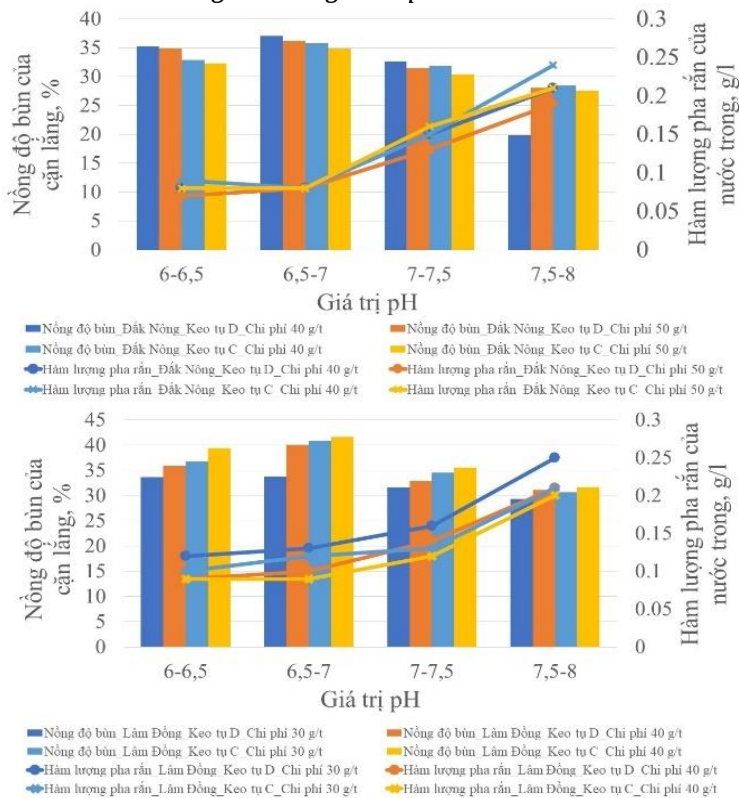 40
35
30
25
20
15
10
5
0
Nồng độ bùn của
cặn lắng, %
0.3
0.25
0.2
0.15
0.1
0.05
0
Hàm lượng pha rắn của
nước trong, g/l
6-6,5 6,5-7 7-7,5 7,5-8
Giá trị pH
Nồng độ bùn_Đắk Nông_Keo tụ D_Chi phí 40 g/t
Nồng độ bùn_Đắk Nông_Keo tụ D_Chi phí 50 g/t
Nồng độ bùn_Đắk Nông_Keo tụ C_Chi phí 40 g/t
Nồng độ bùn_Đắk Nông_Keo tụ C_Chi phí 50 g/t
Hàm lượng pha rắn_Đắk Nông_Keo tụ D_Chi phí 40 g/t
Hàm lượng pha rắn_Đắk Nông_Keo tụ D_Chi phí 50 g/t
Hàm lượng pha rắn_Đắk Nông_Keo tụ C_Chi phí 40 g/t
Hàm lượng pha rắn_Đắk Nông_Keo tụ C_Chi phí 50 g/t
45
40
35
30
25
20
15
10
5
0
Nồng độ bùn của
cặn lắng, %
0.3
0.25
0.2
0.15
0.1
0.05
0
Hàm lượng pha rắn của
nước trong, g/l
6-6,5 6,5-7 7-7,5 7,5-8
Giá trị pH
Nồng độ bùn_Lâm Đồng_Keo tụ D_Chi phí 30 g/t
Nồng độ bùn_Lâm Đồng_Keo tụ D_Chi phí 40 g/t
Nồng độ bùn_Lâm Đồng_Keo tụ C_Chi phí 30 g/t
Nồng độ bùn_Lâm Đồng_Keo tụ C_Chi phí 40 g/t
Hàm lượng pha rắn_Lâm Đồng_Keo tụ D_Chi phí 30 g/t
Hàm lượng pha rắn_Lâm Đồng_Keo tụ D_Chi phí 40 g/t
Hàm lượng pha rắn_Lâm Đồng_Keo tụ C_Chi phí 30 g/t
Hàm lượng pha rắn_Lâm Đồng_Keo tụ C_Chi phí 40 g/t